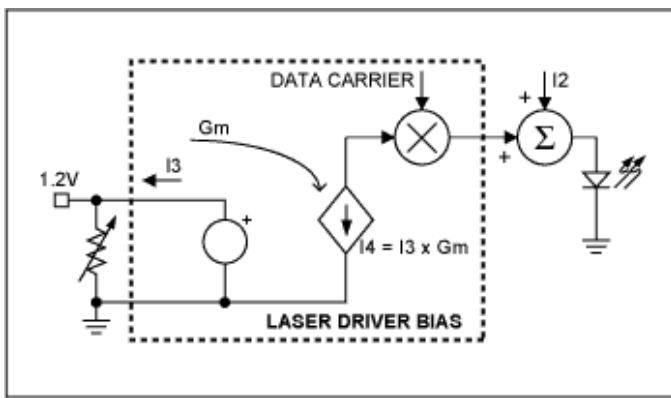 DATA CARRIER
I2
+
Σ
+
Gm
I3
1.2V
+
I4 = I3 x Gm
LASER DRIVER BIAS